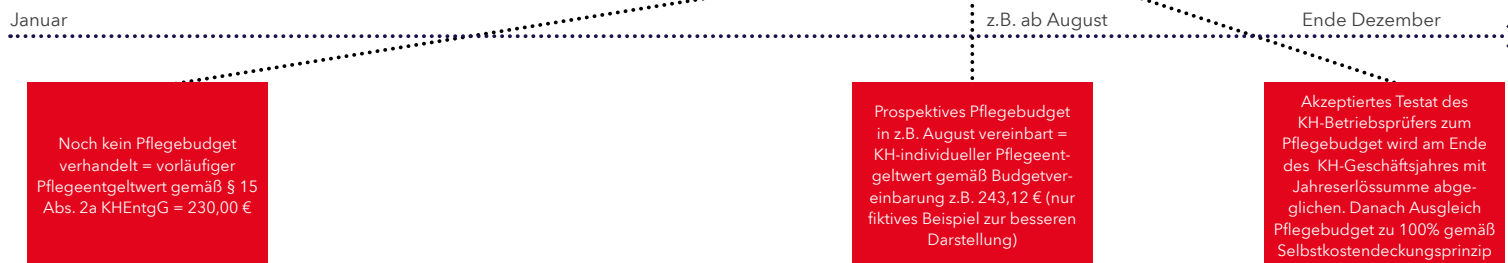 Januar
z.B. ab August
Ende Dezember
Noch kein Pflegebudget
verhandelt = vorläufiger
Pflegeentgeltwert gemäß § 15
Abs. 2a KHEntgG = 230,00 €
Prospektives Pflegebudget
in z.B. August vereinbart =
KH-individueller Pflegeent-
geltwert gemäß Budgetver-
einbarung z.B. 243,12 € (nur
fiktives Beispiel zur besseren
Darstellung)
Akzeptiertes Testat des
KH-Betriebsprüfers zum
Pflegebudget wird am Ende
des KH-Geschäftsjahres mit
Jahreserlössumme abge-
glichen. Danach Ausgleich
Pflegebudget zu 100% gemäß
Selbstkostendeckungsprinzip